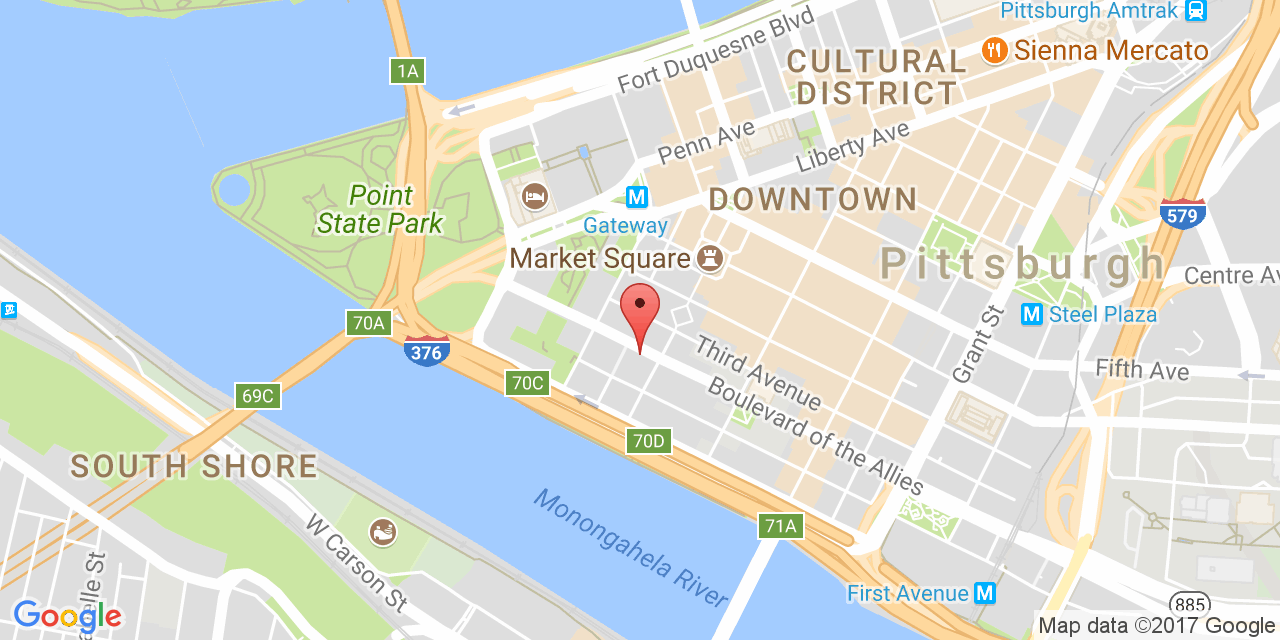 Pittsburgh Amtrak
1A
Fort Duquesne Blvd
CULTURAL
DISTRICT
Sienna Mercato
Penn Ave
Liberty Ave
Point
State Park
M
Gateway
DOWNTOWN
579
Market Square
Pittsburgh
Centre Av
70A
376
M Steel Plaza
Third Avenue
Grant St
Fifth Ave
70C
69C
Boulevard of the Allies
70D
SOUTH SHORE
Monongahela River
71A
W Carson St
elle St
First Avenue M
885
Google
Map data ©2017 Google